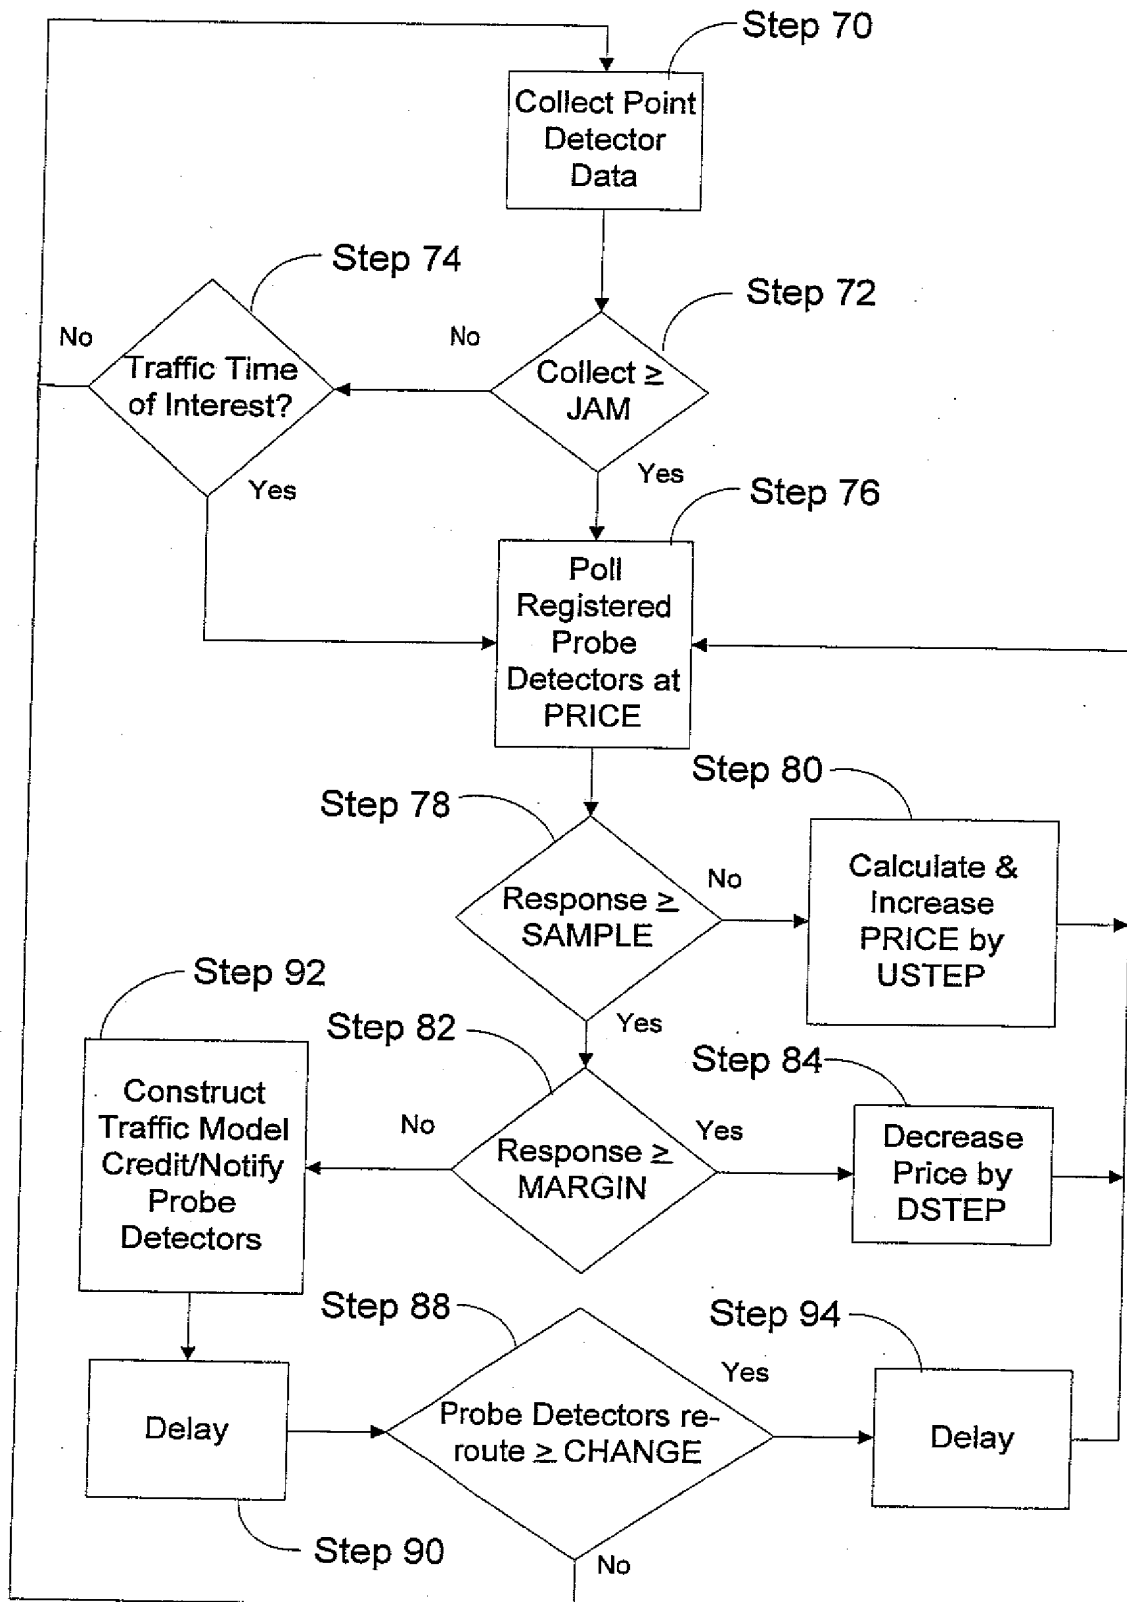 Step 70
Collect Point
Detector
Data
Step 74
Step 72
No
No
Traffic Time
of Interest?
Collect ≥
JAM
Yes
Yes
Step 76
Poll
Registered
Probe
Detectors at
PRICE
Step 80
Step 78
Response ≥
SAMPLE
No
Calculate &
Increase
PRICE by
USTEP
Step 92
Yes
Step 82
Step 84
Construct
Traffic Model
Credit/Notify
Probe
Detectors
No
Response ≥
MARGIN
Yes
Decrease
Price by
DSTEP
Step 88
Step 94
Yes
Delay
Probe Detectors re-
route ≥ CHANGE
Delay
Step 90
No